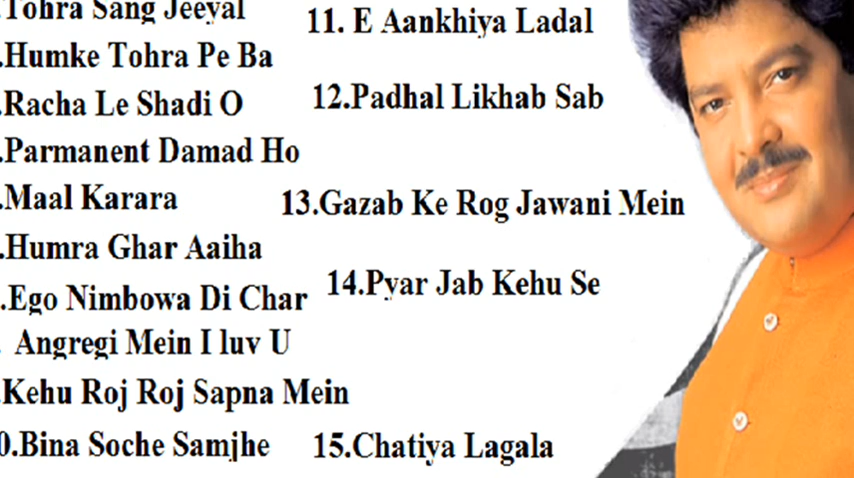 .Tohra Sang Jeeyal
.Humke Tohra Pe Ba
.Racha Le Shadi O
.Parmanent Damad Ho
.Maal Karara
.Humra Ghar Aaiha
.Ego Nimbowa Di Char
. Angregi Mein I luv U
.Kehu Roj Roj Sapna Mein
0.Bina Soche Samjhe
11. E Aankhiya Ladal
12.Padhal Likhab Sab
13.Gazab Ke Rog Jawani Mein
14.Pyar Jab Kehu Se
15.Chatiya Lagala